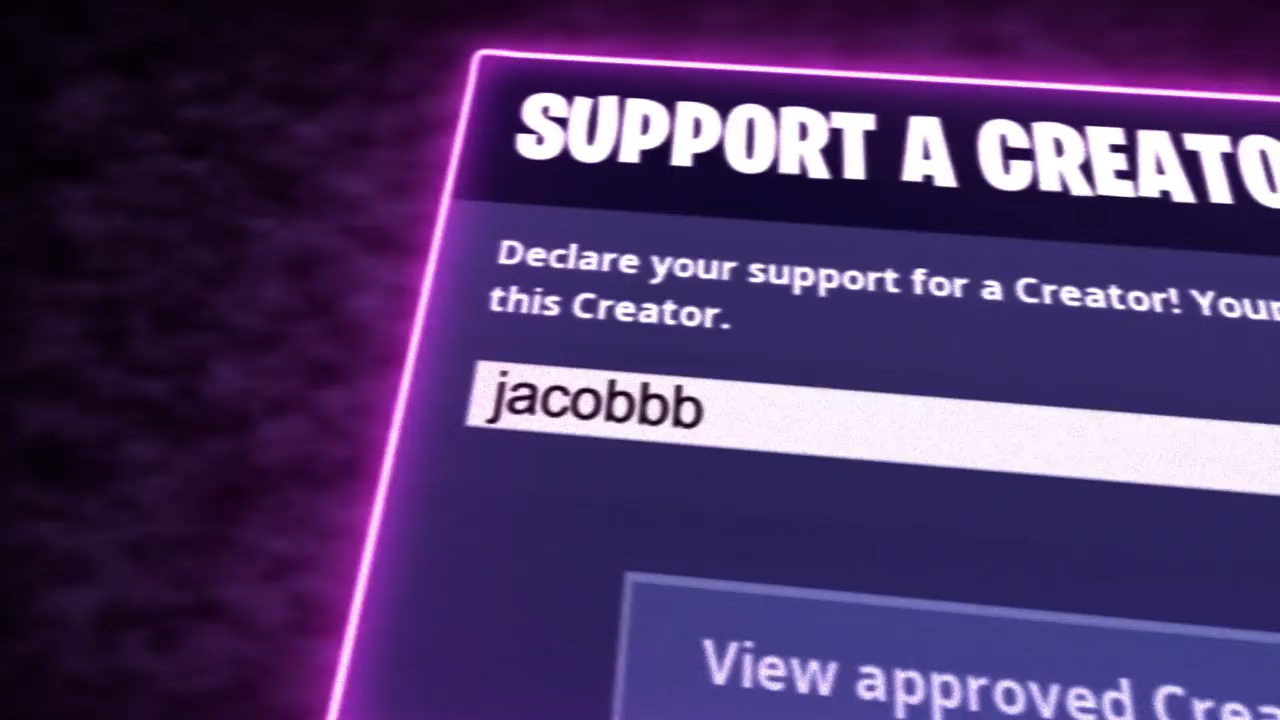 SUPPORT A CREATO
Declare your support for a Creator! Your
this Creator.
jacobbb
View approved Crea